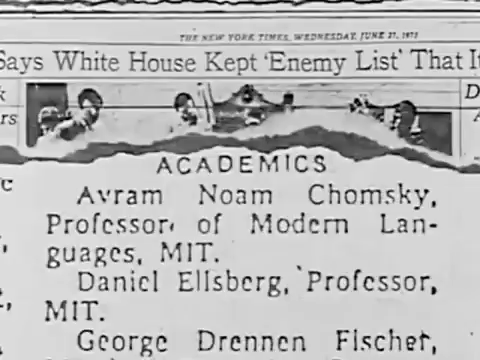 THE NEW YORK TIMES, WEDNESDAY, JUNE 27, 1973
Says White House Kept 'Enemy List' That It
ACADEMICS
Avram Noam Chomsky,
Professor of Modern Lan-
guages, MIT.
Daniel Ellsberg, Professor,
MIT.
George Drennen Fischer,